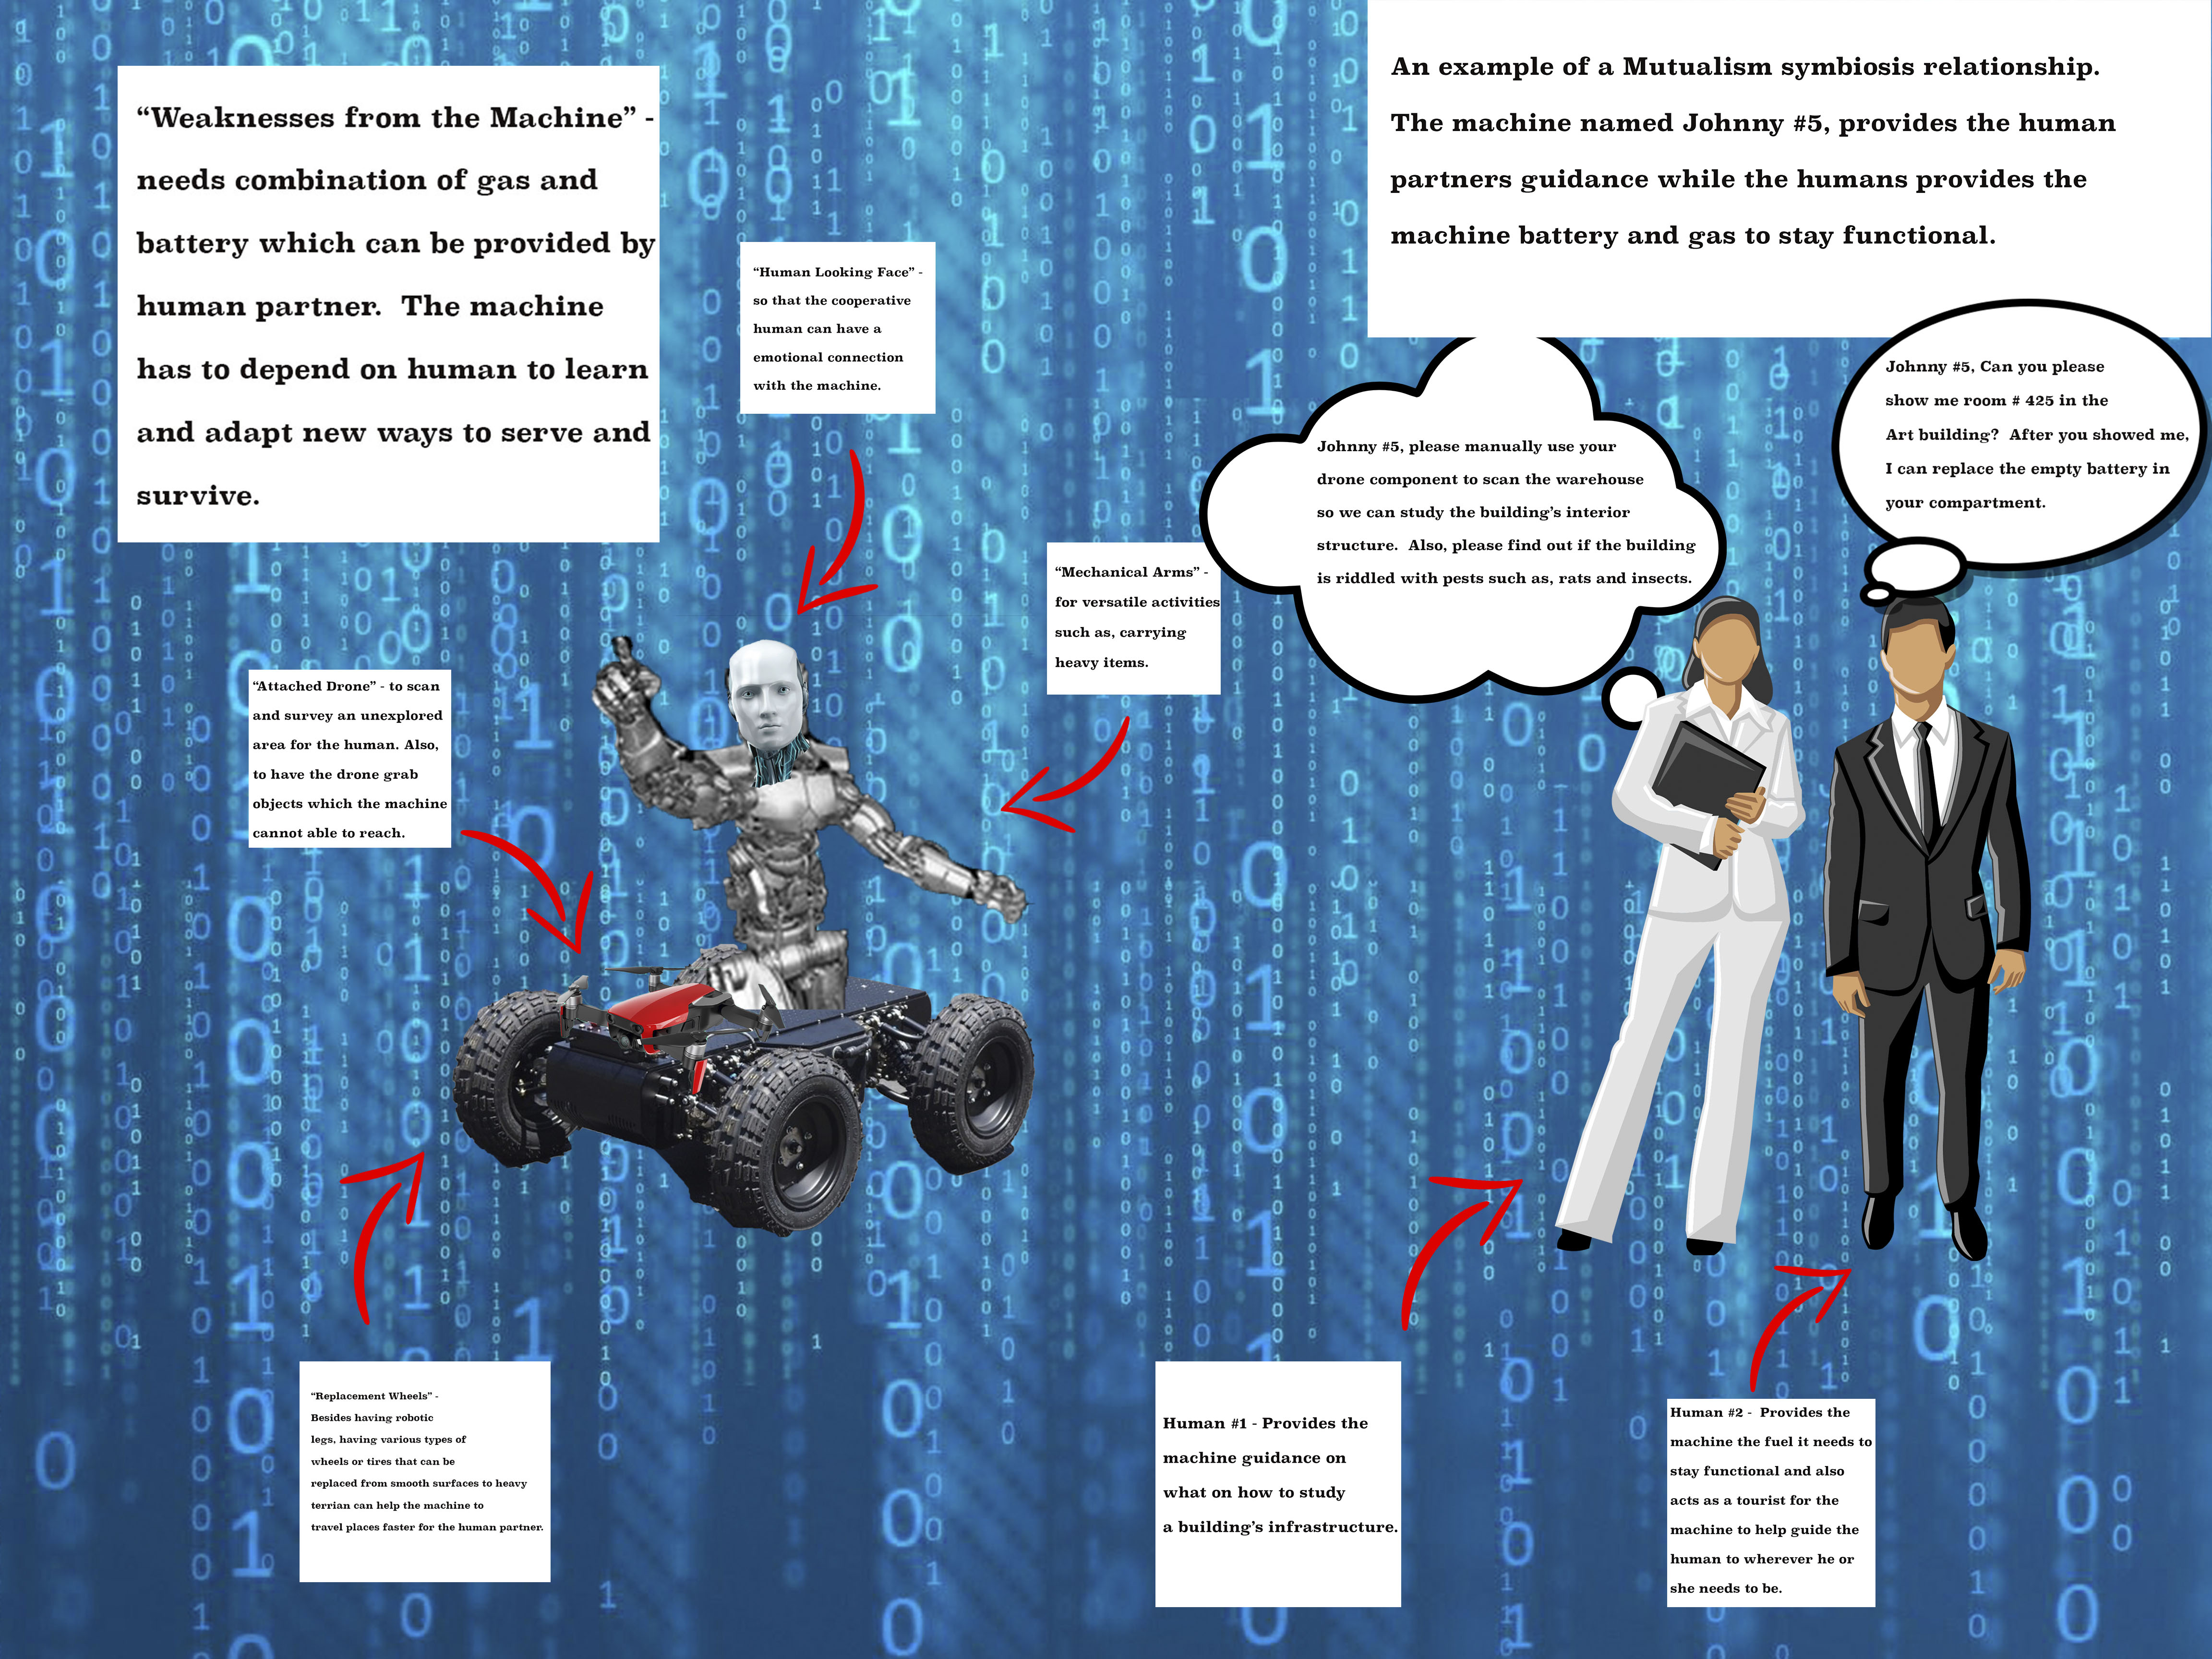 “Weaknesses from the Machine” -
needs combination of gas and
battery which can be provided by
human partner. The machine
has to depend on human to learn
and adapt new ways to serve and
survive.
An example of a Mutualism symbiosis relationship.
The machine named Johnny #5, provides the human
partners guidance while the humans provides the
machine battery and gas to stay functional.
“Human Looking Face” -
so that the cooperative
human can have a
emotional connection
with the machine.
Johnny #5, Can you please
show me room # 425 in the
Art building? After you showed me,
I can replace the empty battery in
your compartment.
Johnny #5, please manually use your
drone component to scan the warehouse
so we can study the building’s interior
structure. Also, please find out if the building
is riddled with pests such as, rats and insects.
“Mechanical Arms” -
for versatile activities
such as, carrying
heavy items.
“Attached Drone” - to scan
and survey an unexplored
area for the human. Also,
to have the drone grab
objects which the machine
cannot able to reach.
“Replacement Wheels” -
Besides having robotic
legs, having various types of
wheels or tires that can be
replaced from smooth surfaces to heavy
terrian can help the machine to
travel places faster for the human partner.
Human #1 - Provides the
machine guidance on
what on how to study
a building’s infrastructure.
Human #2 - Provides the
machine the fuel it needs to
stay functional and also
acts as a tourist for the
machine to help guide the
human to wherever he or
she needs to be.